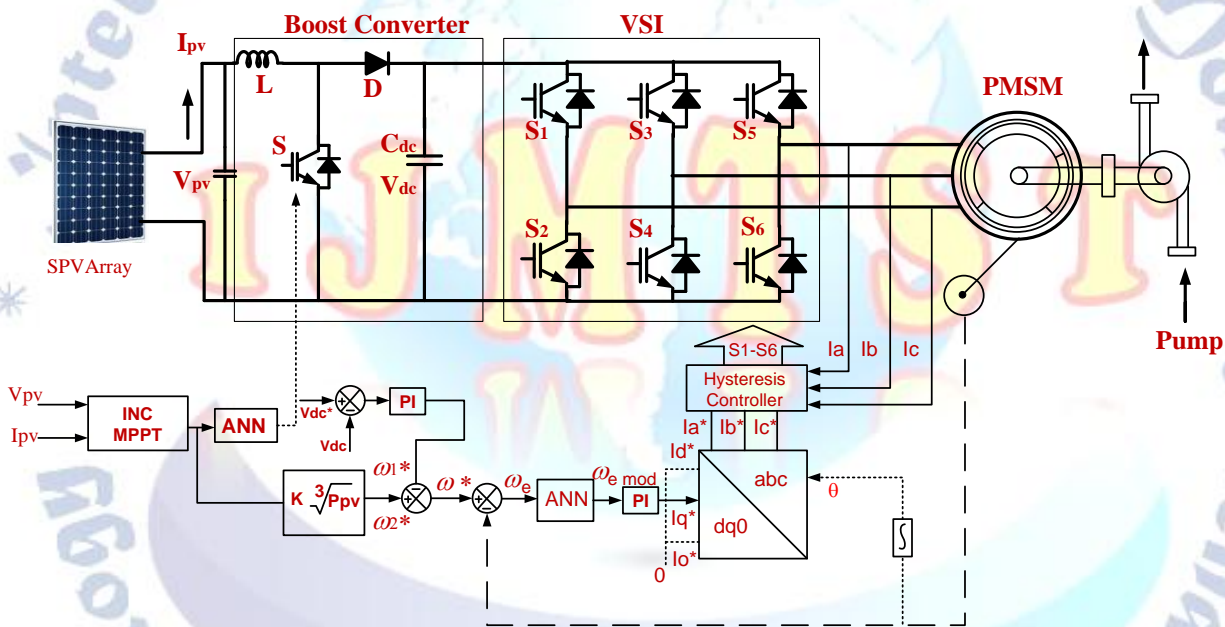 Boost Converter
VSI
Ipv
L
D
S1
S3
S5
PMSM
S
Cdc
Vdc
Vpv
SPVArray
S2
S4
S6
IJMTST
Pump
S1-S6
Ia
Ib
Ic
Hysteresis
Controller
Vpv
Ipv
INC
MPPT
ANN
Vdc*
Vdc
PI
Ia*
Ib*
Ic*
Id*
abc
θ
K ∛Ppv
ω1*
ω2*
ω*
ωe
ANN
ωe mod
PI
Iq*
dq0
Io*
0
∫